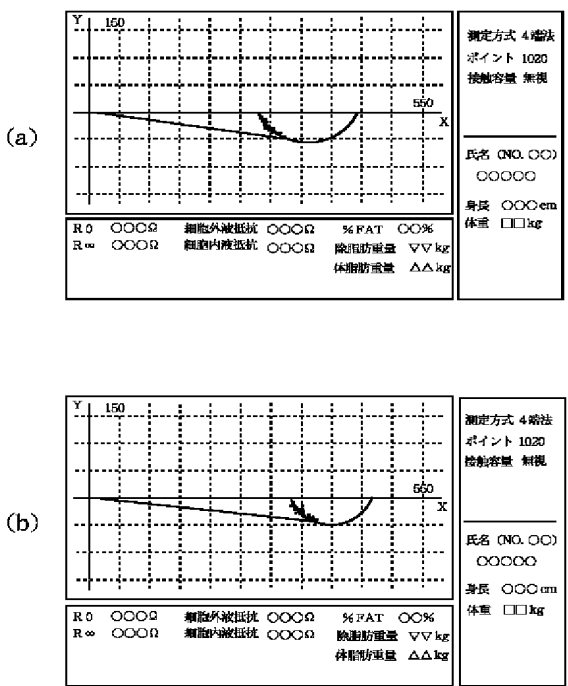 (a)
Y 150
550
X
測定方式 4端法
ポイント 1020
接触容量 無視
氏名 (NO. ○○)
○○○○○
身長 ○○○cm
体重 □□kg
R0 ○○○Ω 細胞外液抵抗 ○○○Ω %FAT ○○%
R∞ ○○○Ω 細胞内液抵抗 ○○○Ω 除脂肪重量 ▽▽kg
体脂肪重量 △△kg
(b)
Y 150
550
X
測定方式 4端法
ポイント 1020
接触容量 無視
氏名 (NO. ○○)
○○○○○
身長 ○○○cm
体重 □□kg
R0 ○○○Ω 細胞外液抵抗 ○○○Ω %FAT ○○%
R∞ ○○○Ω 細胞内液抵抗 ○○○Ω 除脂肪重量 ▽▽kg
体脂肪重量 △△kg